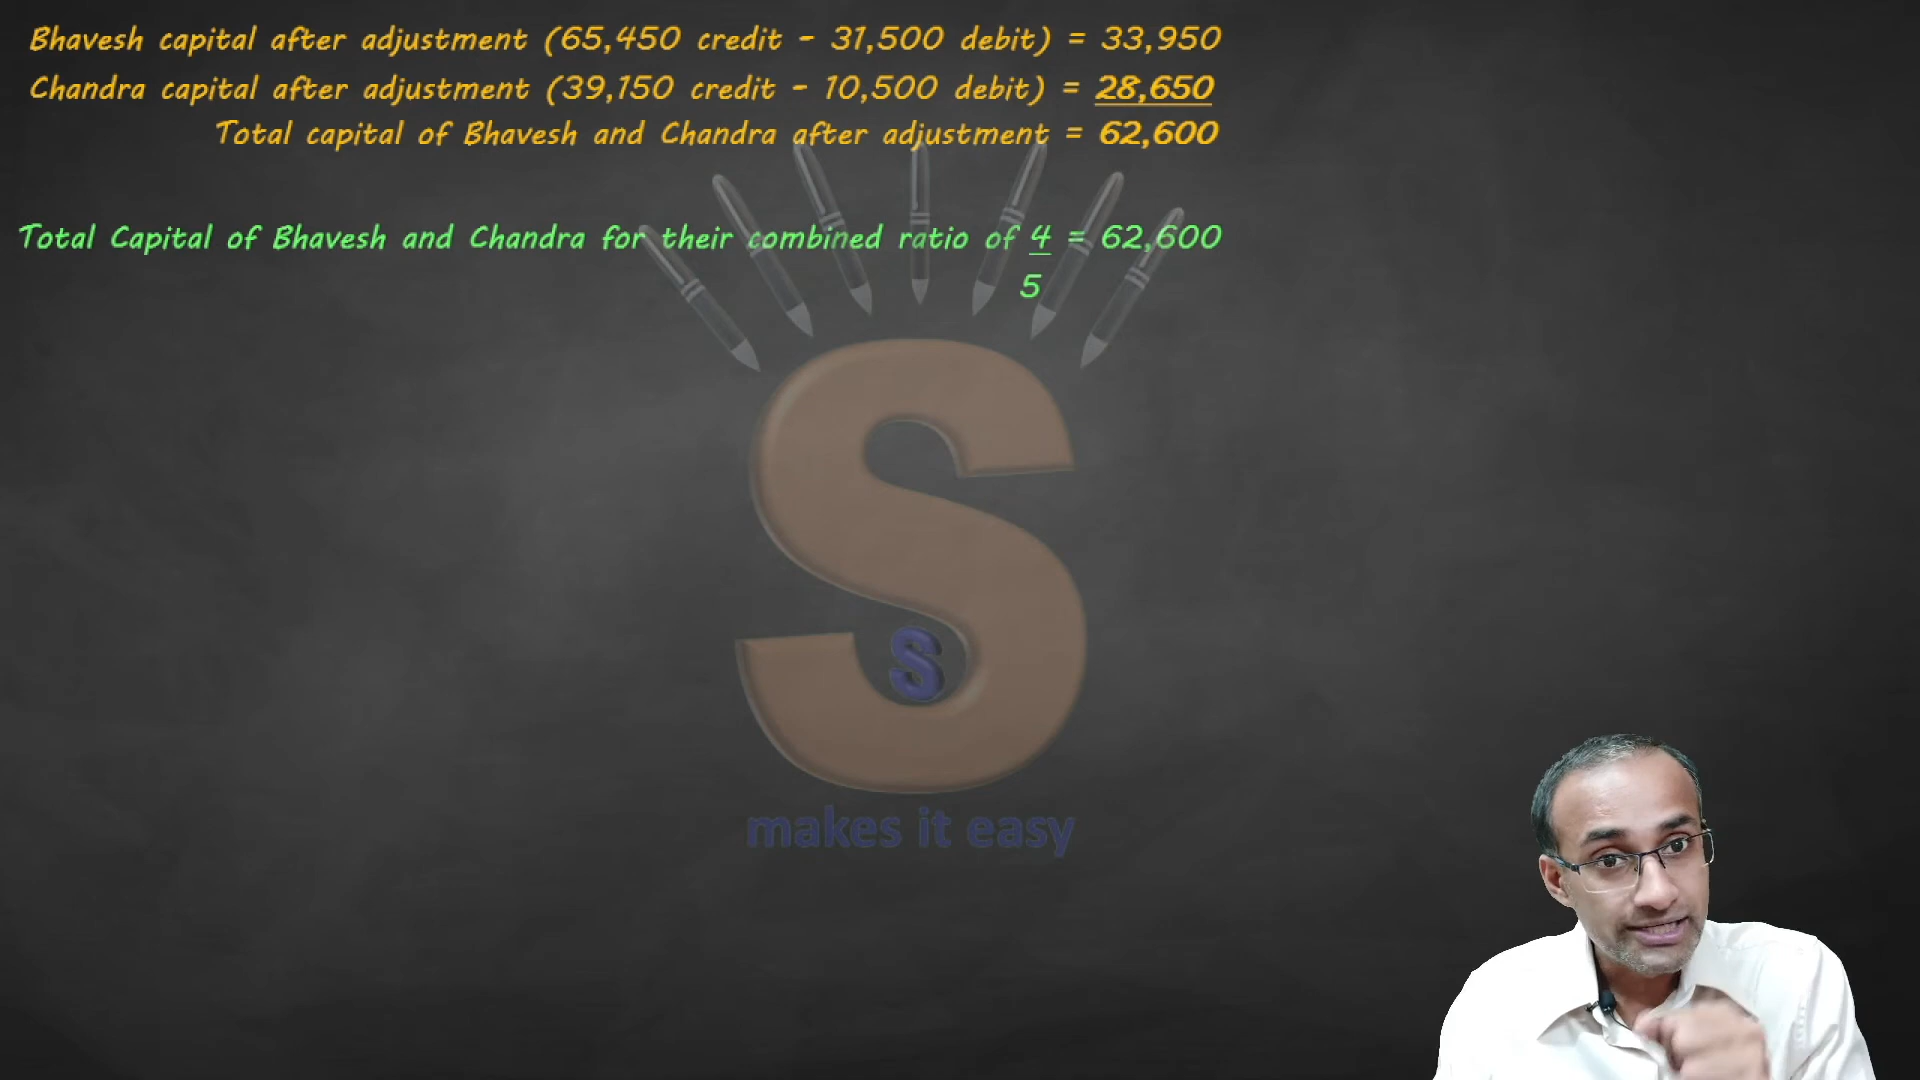 Bhavesh capital after adjustment (65,450 credit - 31,500 debit) = 33,950
Chandra capital after adjustment (39,150 credit - 10,500 debit) = 28,650
Total capital of Bhavesh and Chandra after adjustment = 62,600
Total Capital of Bhavesh and Chandra for their combined ratio of 4 = 62,600
5
S
S
makes it easy